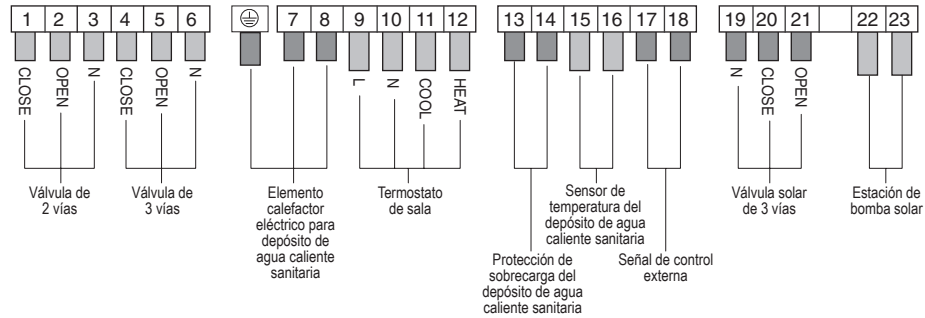 1 2 3 4 5 6 7 8 9 10 11 12 13 14 15 16 17 18 19 20 21 22 23
CLOSE OPEN N CLOSE OPEN N L N COOL HEAT N CLOSE OPEN
Válvula de
2 vías
Válvula de
3 vías
Elemento
calefactor
eléctrico para
depósito de
agua caliente
sanitaria
Termostato
de sala
Protección de
sobrecarga del
depósito de agua
caliente sanitaria
Sensor de
temperatura del
depósito de agua
caliente sanitaria
Señal de control
externa
Válvula solar
de 3 vías
Estación de
bomba solar